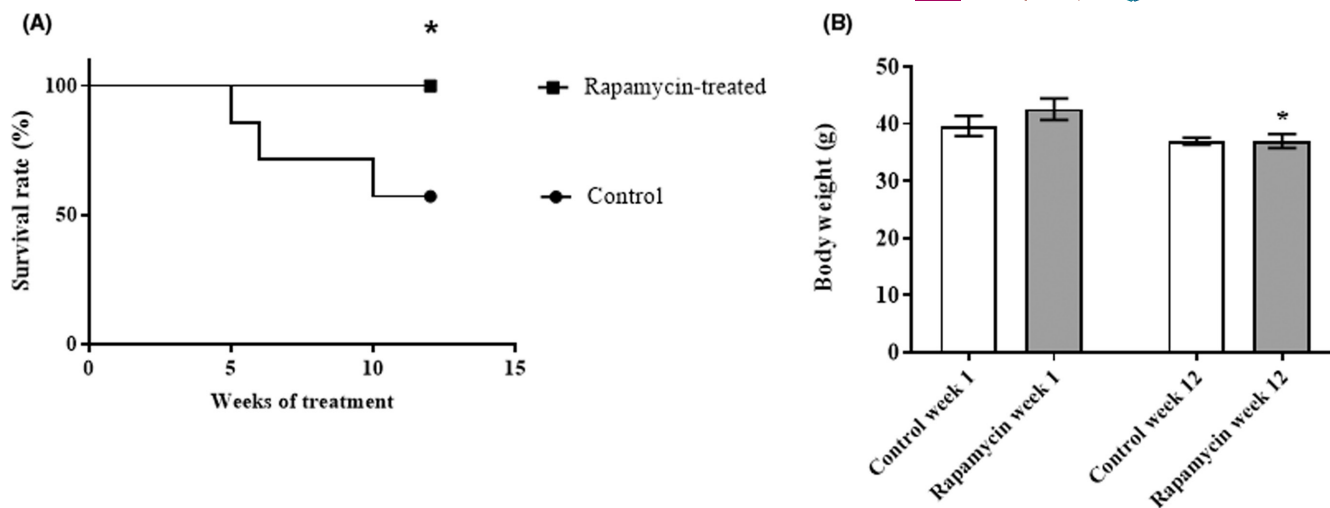 (A)
*
100
50
0
0 5 10 15
Survival rate (%)
Weeks of treatment
Rapamycin-treated
Control
(B)
50
40
30
20
10
0
Body weight (g)
*
Control week 1
Rapamycin week 1
Control week 12
Rapamycin week 12